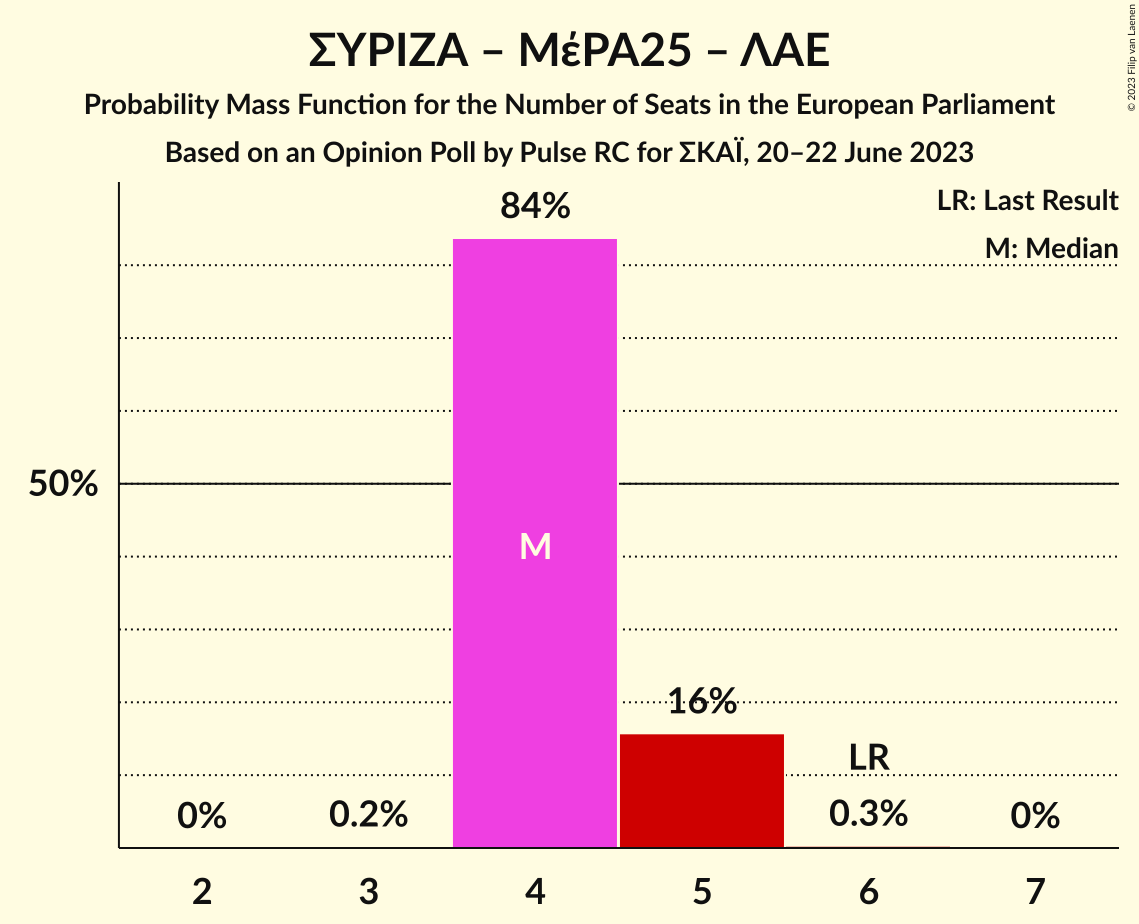 ΣΥΡΙΖΑ – ΜέΡΑ25 – ΛΑΕ
Probability Mass Function for the Number of Seats in the European Parliament
Based on an Opinion Poll by Pulse RC for ΣΚΑΪ, 20–22 June 2023
© 2023 Filip van Laenen
LR: Last Result
M: Median
84%
50%
M
16%
LR
0%
0.2%
0.3%
0%
2
3
4
5
6
7